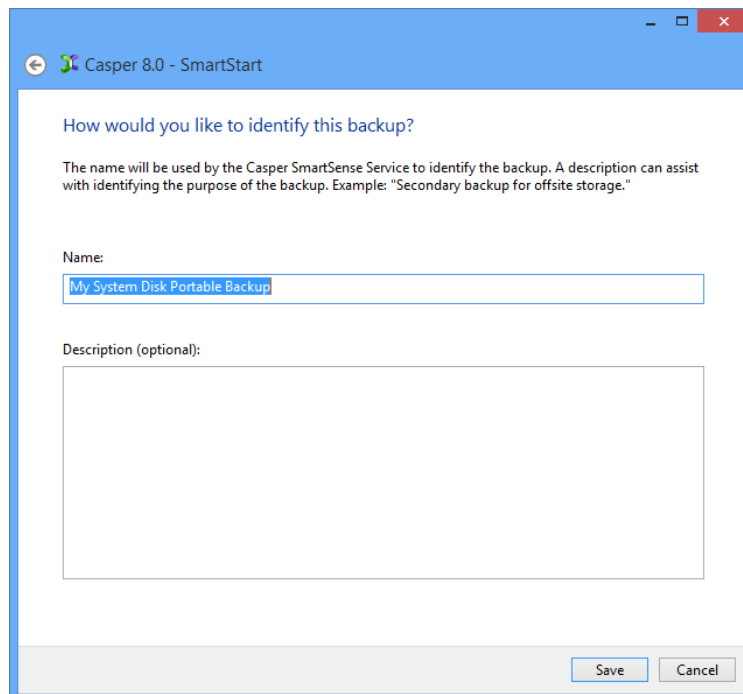 Casper 8.0 - SmartStart
How would you like to identify this backup?
The name will be used by the Casper SmartSense Service to identify the backup. A description can assist
with identifying the purpose of the backup. Example: "Secondary backup for offsite storage."
Name:
My System Disk Portable Backup
Description (optional):
Save Cancel